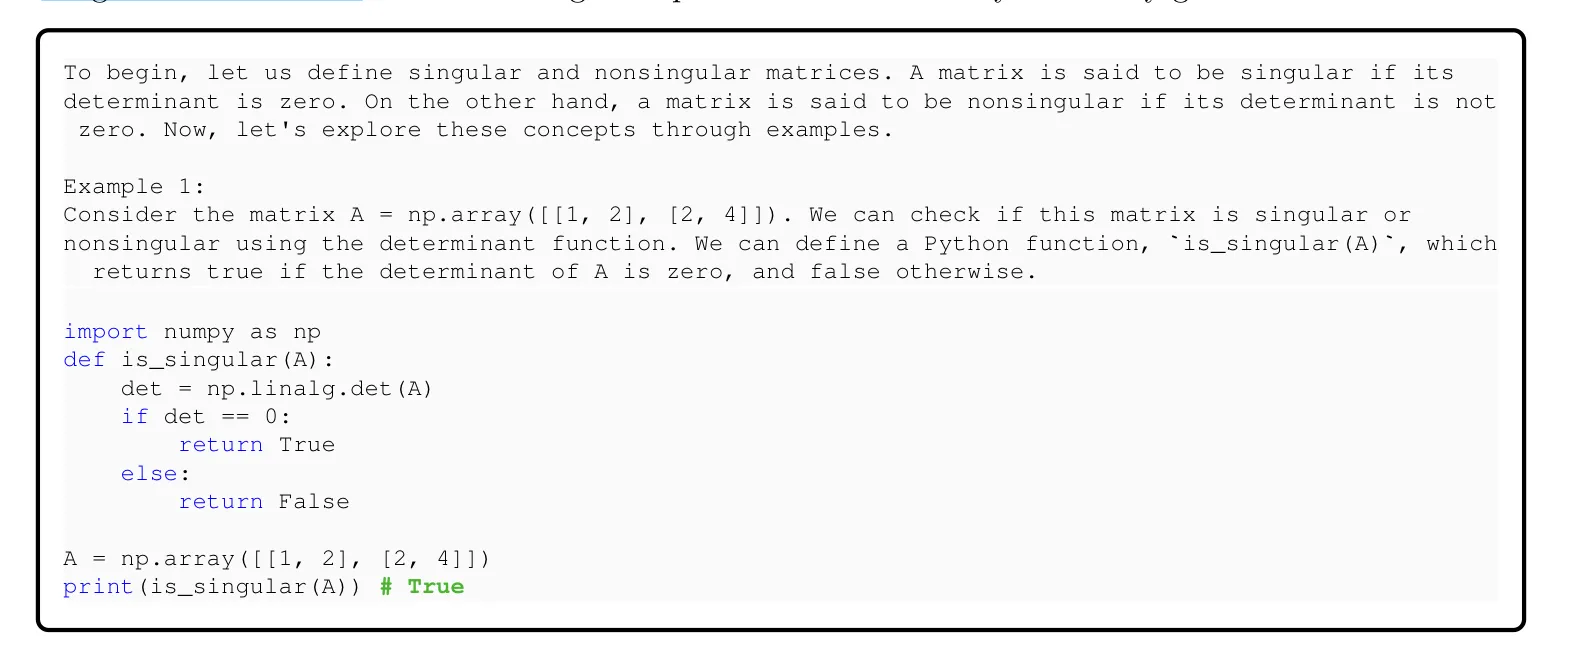 To begin, let us define singular and nonsingular matrices. A matrix is said to be singular if its
determinant is zero. On the other hand, a matrix is said to be nonsingular if its determinant is not
zero. Now, let's explore these concepts through examples.

Example 1:
Consider the matrix A = np.array([[1, 2], [2, 4]]). We can check if this matrix is singular or
nonsingular using the determinant function. We can define a Python function, `is_singular(A)`, which
returns true if the determinant of A is zero, and false otherwise.

import numpy as np
def is_singular(A):
    det = np.linalg.det(A)
    if det == 0:
        return True
    else:
        return False

A = np.array([[1, 2], [2, 4]])
print(is_singular(A)) # True